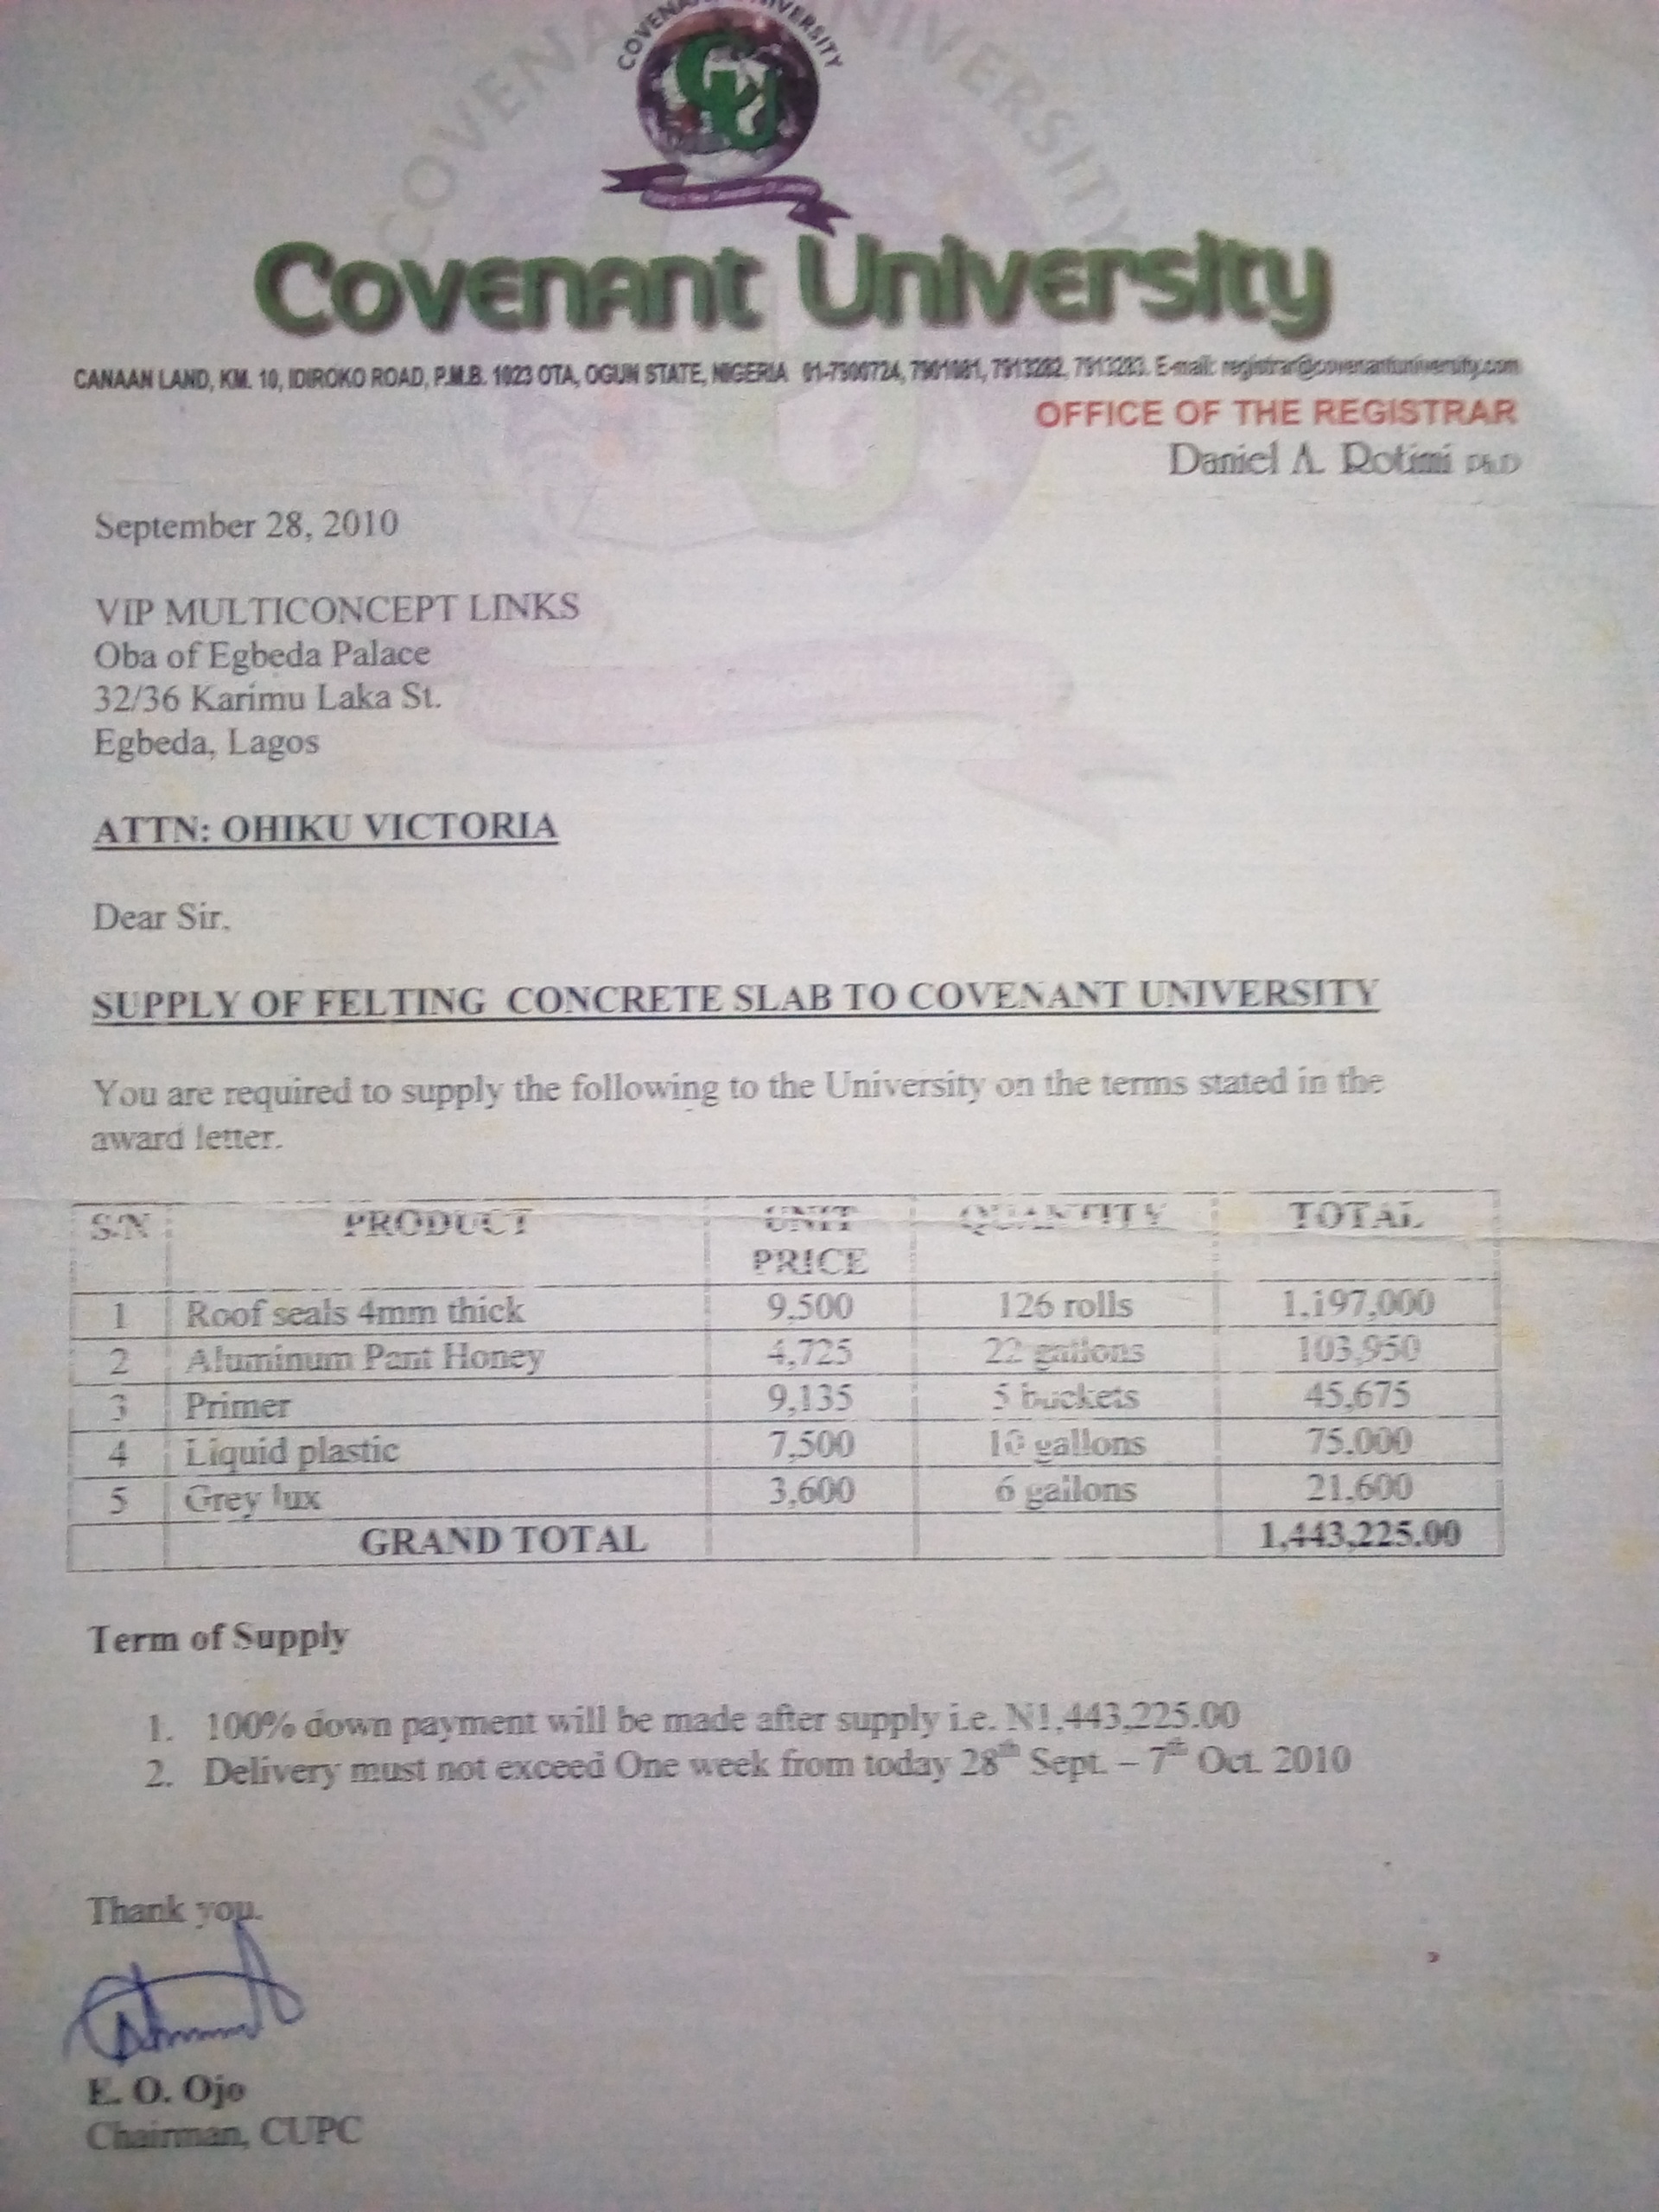 COVENANT UNIVERSITY
COVENANT UNIVERSITY
CU
Covenant University
CANAAN LAND, KM. 10, IDIROKO ROAD, P.M.B. 1023 OTA, OGUN STATE, NIGERIA 01-7900724, 7901081, 7913282, 7913283. E-mail: registrar@covenantuniversity.com
OFFICE OF THE REGISTRAR
Daniel A. Rotimi Ph.D
September 28, 2010
VIP MULTICONCEPT LINKS
Oba of Egbeda Palace
32/36 Karimu Laka St.
Egbeda, Lagos
ATTN: OHIKU VICTORIA
Dear Sir,
SUPPLY OF FELTING CONCRETE SLAB TO COVENANT UNIVERSITY
You are required to supply the following to the University on the terms stated in the
award letter.
S/N PRODUCT UNIT PRICE QUANTITY TOTAL
1 Roof seals 4mm thick 9,500 126 rolls 1,197,000
2 Aluminum Pant Honey 4,725 22 gallons 103,950
3 Primer 9,135 5 buckets 45,675
4 Liquid plastic 7,500 10 gallons 75,000
5 Grey lux 3,600 6 gallons 21,600
GRAND TOTAL 1,443,225.00
Term of Supply
1. 100% down payment will be made after supply i.e. N1,443,225.00
2. Delivery must not exceed One week from today 28th Sept. – 7th Oct. 2010
Thank you.
E. O. Ojo
Chairman, CUPC